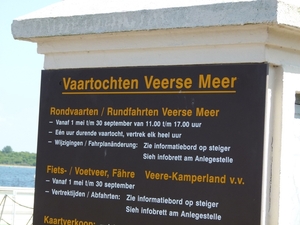 Vaartochten Veerse Meer
Rondvaarten / Rundfahrten Veerse Meer
- Vanaf 1 mei t/m 30 september van 11.00 t/m 17.00 uur
- Eén uur durende vaartocht, vertrek elk heel uur
- Wijzigingen / Fahrplanänderung: Zie informatiebord op steiger
Sieh infobrett am Anlegestelle
Fiets- / Voetveer, Fähre Veere-Kamperland v.v.
- Vanaf 1 mei t/m 30 september
- Vertrektijden / Abfahrten: Zie informatiebord op steiger
Sieh infobrett am Anlegestelle
Kaartverkoop: